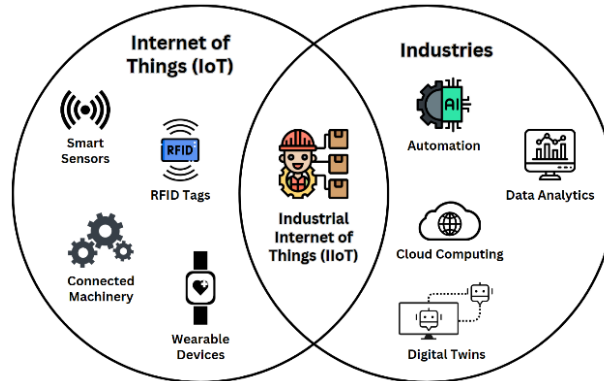 Internet of
Things (IoT)
Industries
Smart
Sensors
RFID
RFID Tags
Connected
Machinery
Wearable
Devices
Industrial
Internet of
Things (IIoT)
AI
Automation
Data Analytics
Cloud Computing
Digital Twins